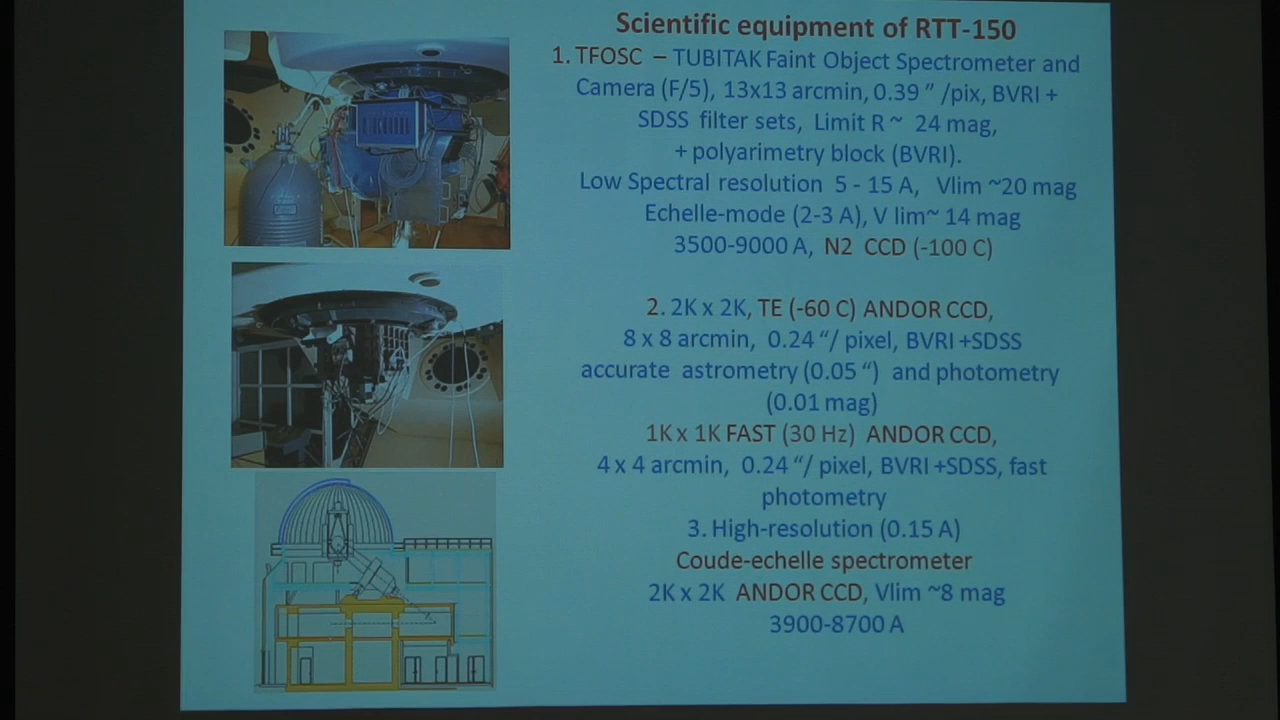 Scientific equipment of RTT-150
1. TFOSC – TUBITAK Faint Object Spectrometer and
Camera (F/5), 13x13 arcmin, 0.39 ” /pix, BVRI +
SDSS filter sets, Limit R ~ 24 mag,
+ polyarimetry block (BVRI).
Low Spectral resolution 5 - 15 A, Vlim ~20 mag
Echelle-mode (2-3 A), V lim~ 14 mag
3500-9000 A, N2 CCD (-100 C)
2. 2K x 2K, TE (-60 C) ANDOR CCD,
8 x 8 arcmin, 0.24 “/ pixel, BVRI +SDSS
accurate astrometry (0.05 “) and photometry
(0.01 mag)
1K x 1K FAST (30 Hz) ANDOR CCD,
4 x 4 arcmin, 0.24 “/ pixel, BVRI +SDSS, fast
photometry
3. High-resolution (0.15 A)
Coude-echelle spectrometer
2K x 2K ANDOR CCD, Vlim ~8 mag
3900-8700 A